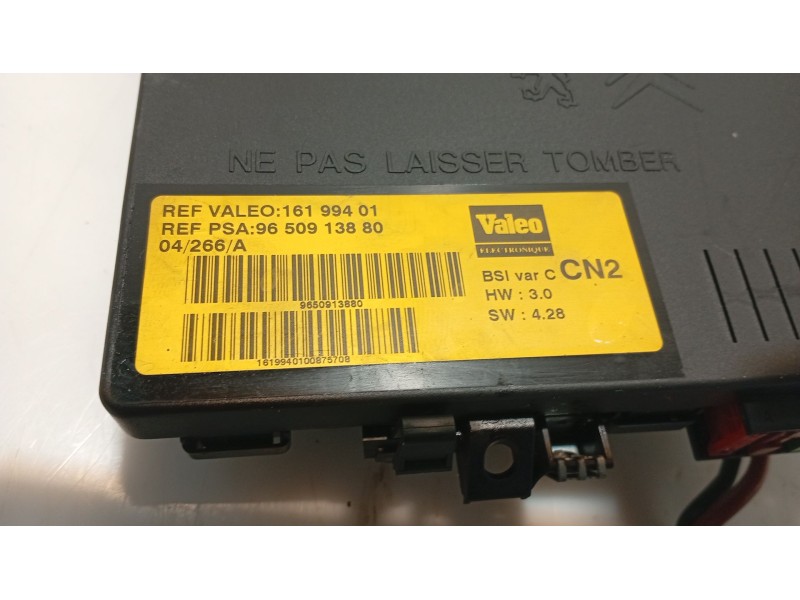 NE PAS LAISSER TOMBER
REF VALEO:161 994 01
REF PSA:96 509 138 80
04/266/A
Valeo
ELECTRONIQUE
9650913880
BSI var C CN2
HW : 3.0
SW : 4.28
1619940100875708